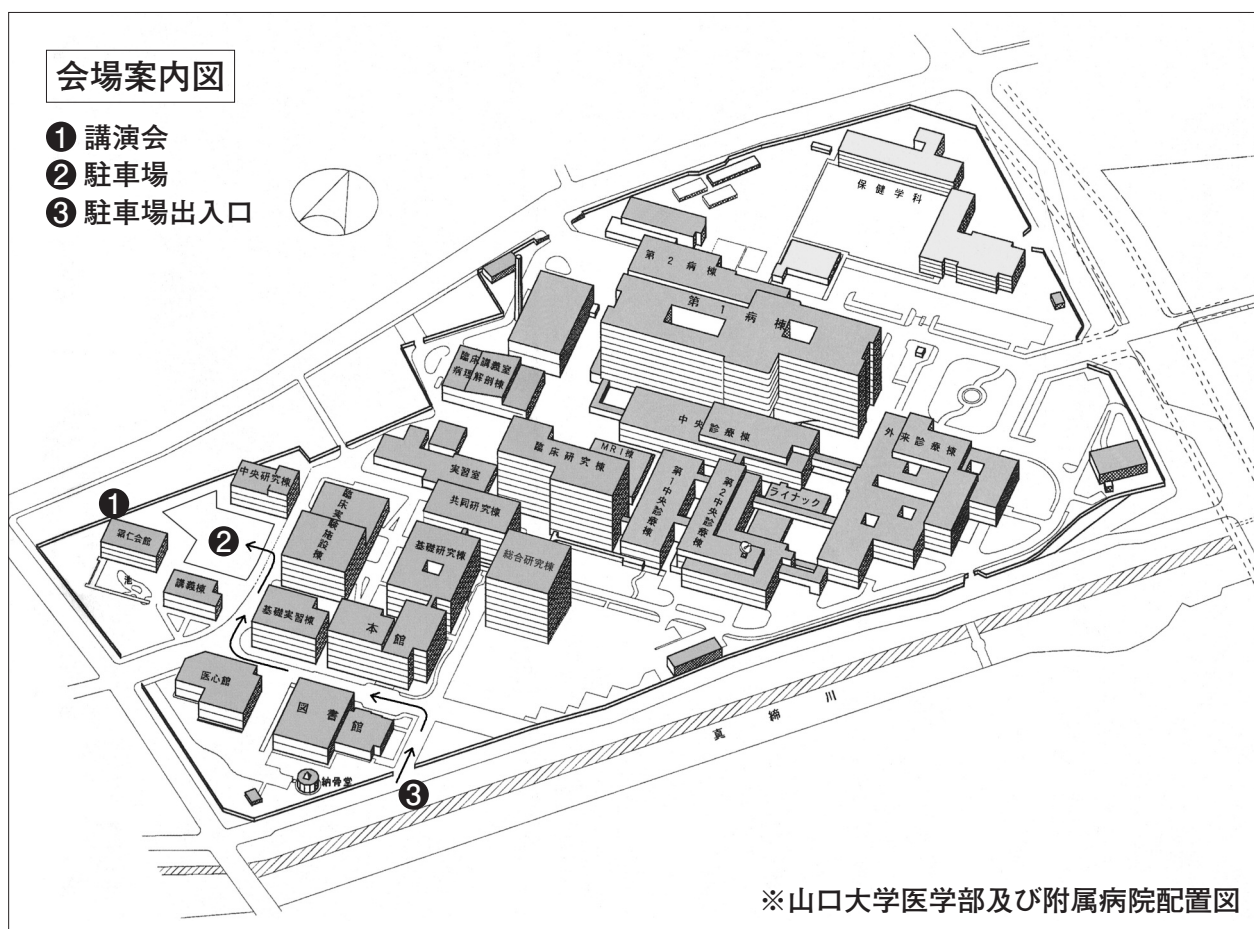 会場案内図
❶ 講演会
❷ 駐車場
❸ 駐車場出入口
保健学科
第2病棟
第1病棟
臨床講義室
病理解剖棟
中央診療棟
外来診療棟
MRI棟
臨床研究棟
実習室
第1中央診療棟
第2中央診療棟
ライナック
中央研究棟
臨床実験施設棟
共同研究棟
基礎研究棟
総合研究棟
❶
霜仁会館
❷
池
講義棟
基礎実習棟
本館
医心館
図書館
納骨堂
❸
真締川
※山口大学医学部及び附属病院配置図